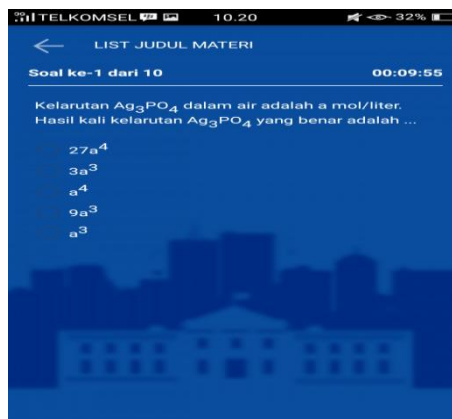 TELKOMSEL 10.20 32%
LIST JUDUL MATERI
Soal ke-1 dari 10 00:09:55
Kelarutan Ag₃PO₄ dalam air adalah a mol/liter.
Hasil kali kelarutan Ag₃PO₄ yang benar adalah ...
27a⁴
3a³
a⁴
9a³
a³